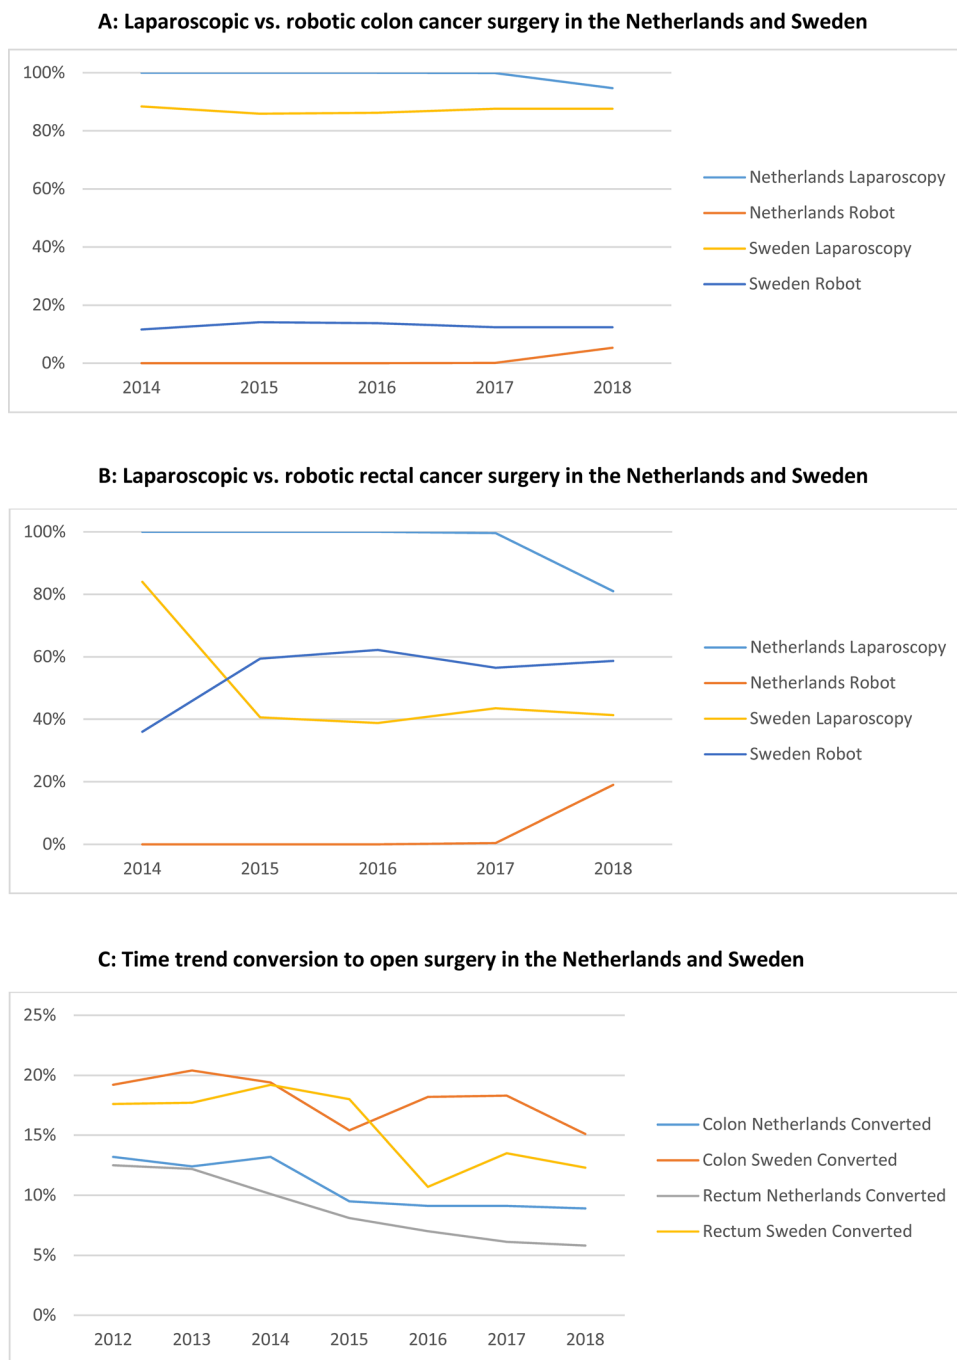 A: Laparoscopic vs. robotic colon cancer surgery in the Netherlands and Sweden
100%
80%
60%
40%
20%
0%
2014 2015 2016 2017 2018
Netherlands Laparoscopy
Netherlands Robot
Sweden Laparoscopy
Sweden Robot
B: Laparoscopic vs. robotic rectal cancer surgery in the Netherlands and Sweden
100%
80%
60%
40%
20%
0%
2014 2015 2016 2017 2018
Netherlands Laparoscopy
Netherlands Robot
Sweden Laparoscopy
Sweden Robot
C: Time trend conversion to open surgery in the Netherlands and Sweden
25%
20%
15%
10%
5%
0%
2012 2013 2014 2015 2016 2017 2018
Colon Netherlands Converted
Colon Sweden Converted
Rectum Netherlands Converted
Rectum Sweden Converted